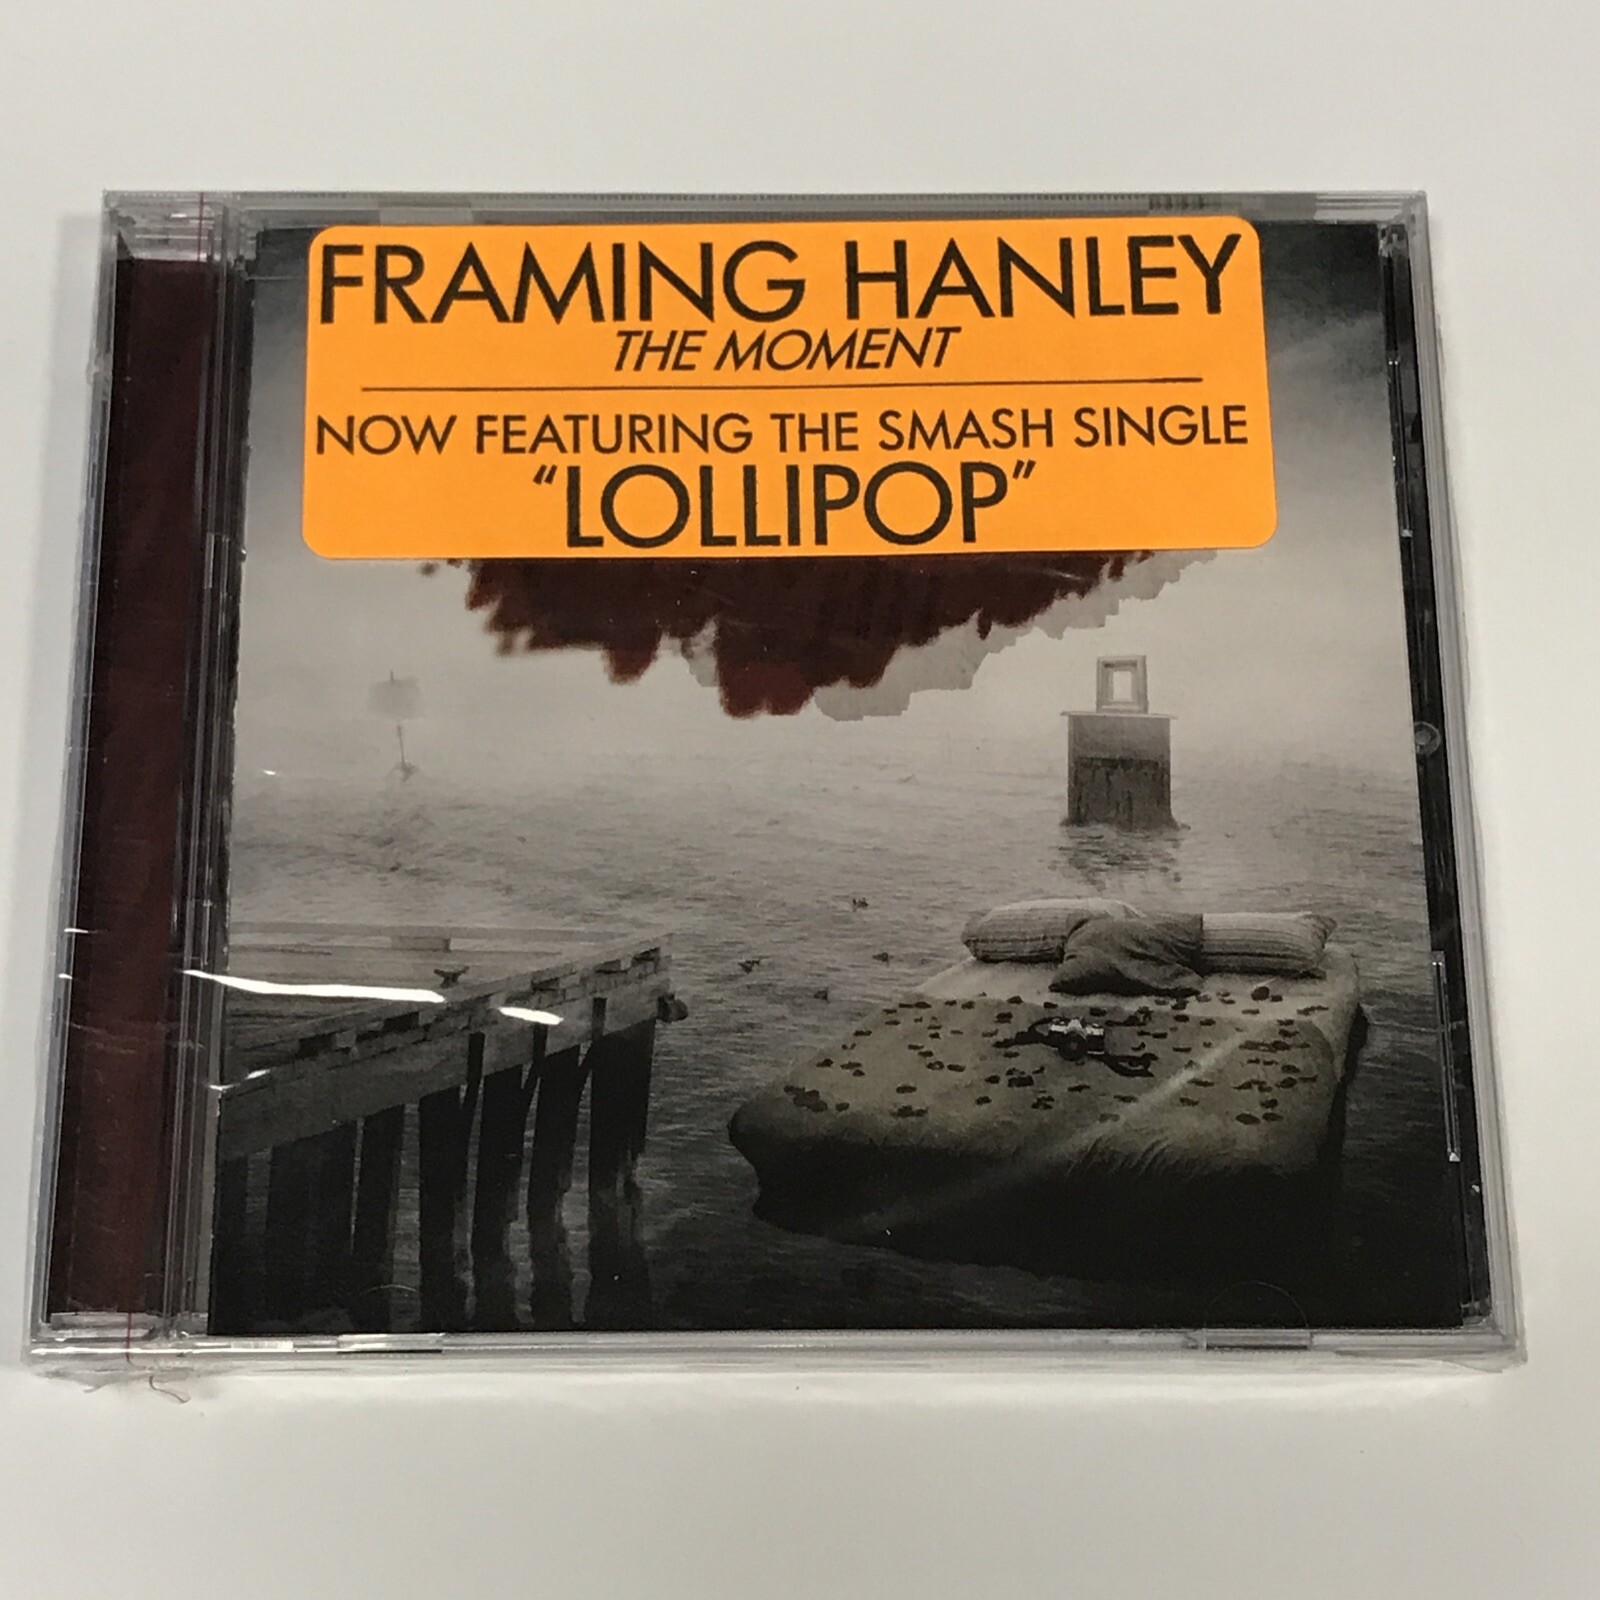 FRAMING HANLEY
THE MOMENT
NOW FEATURING THE SMASH SINGLE
“LOLLIPOP”